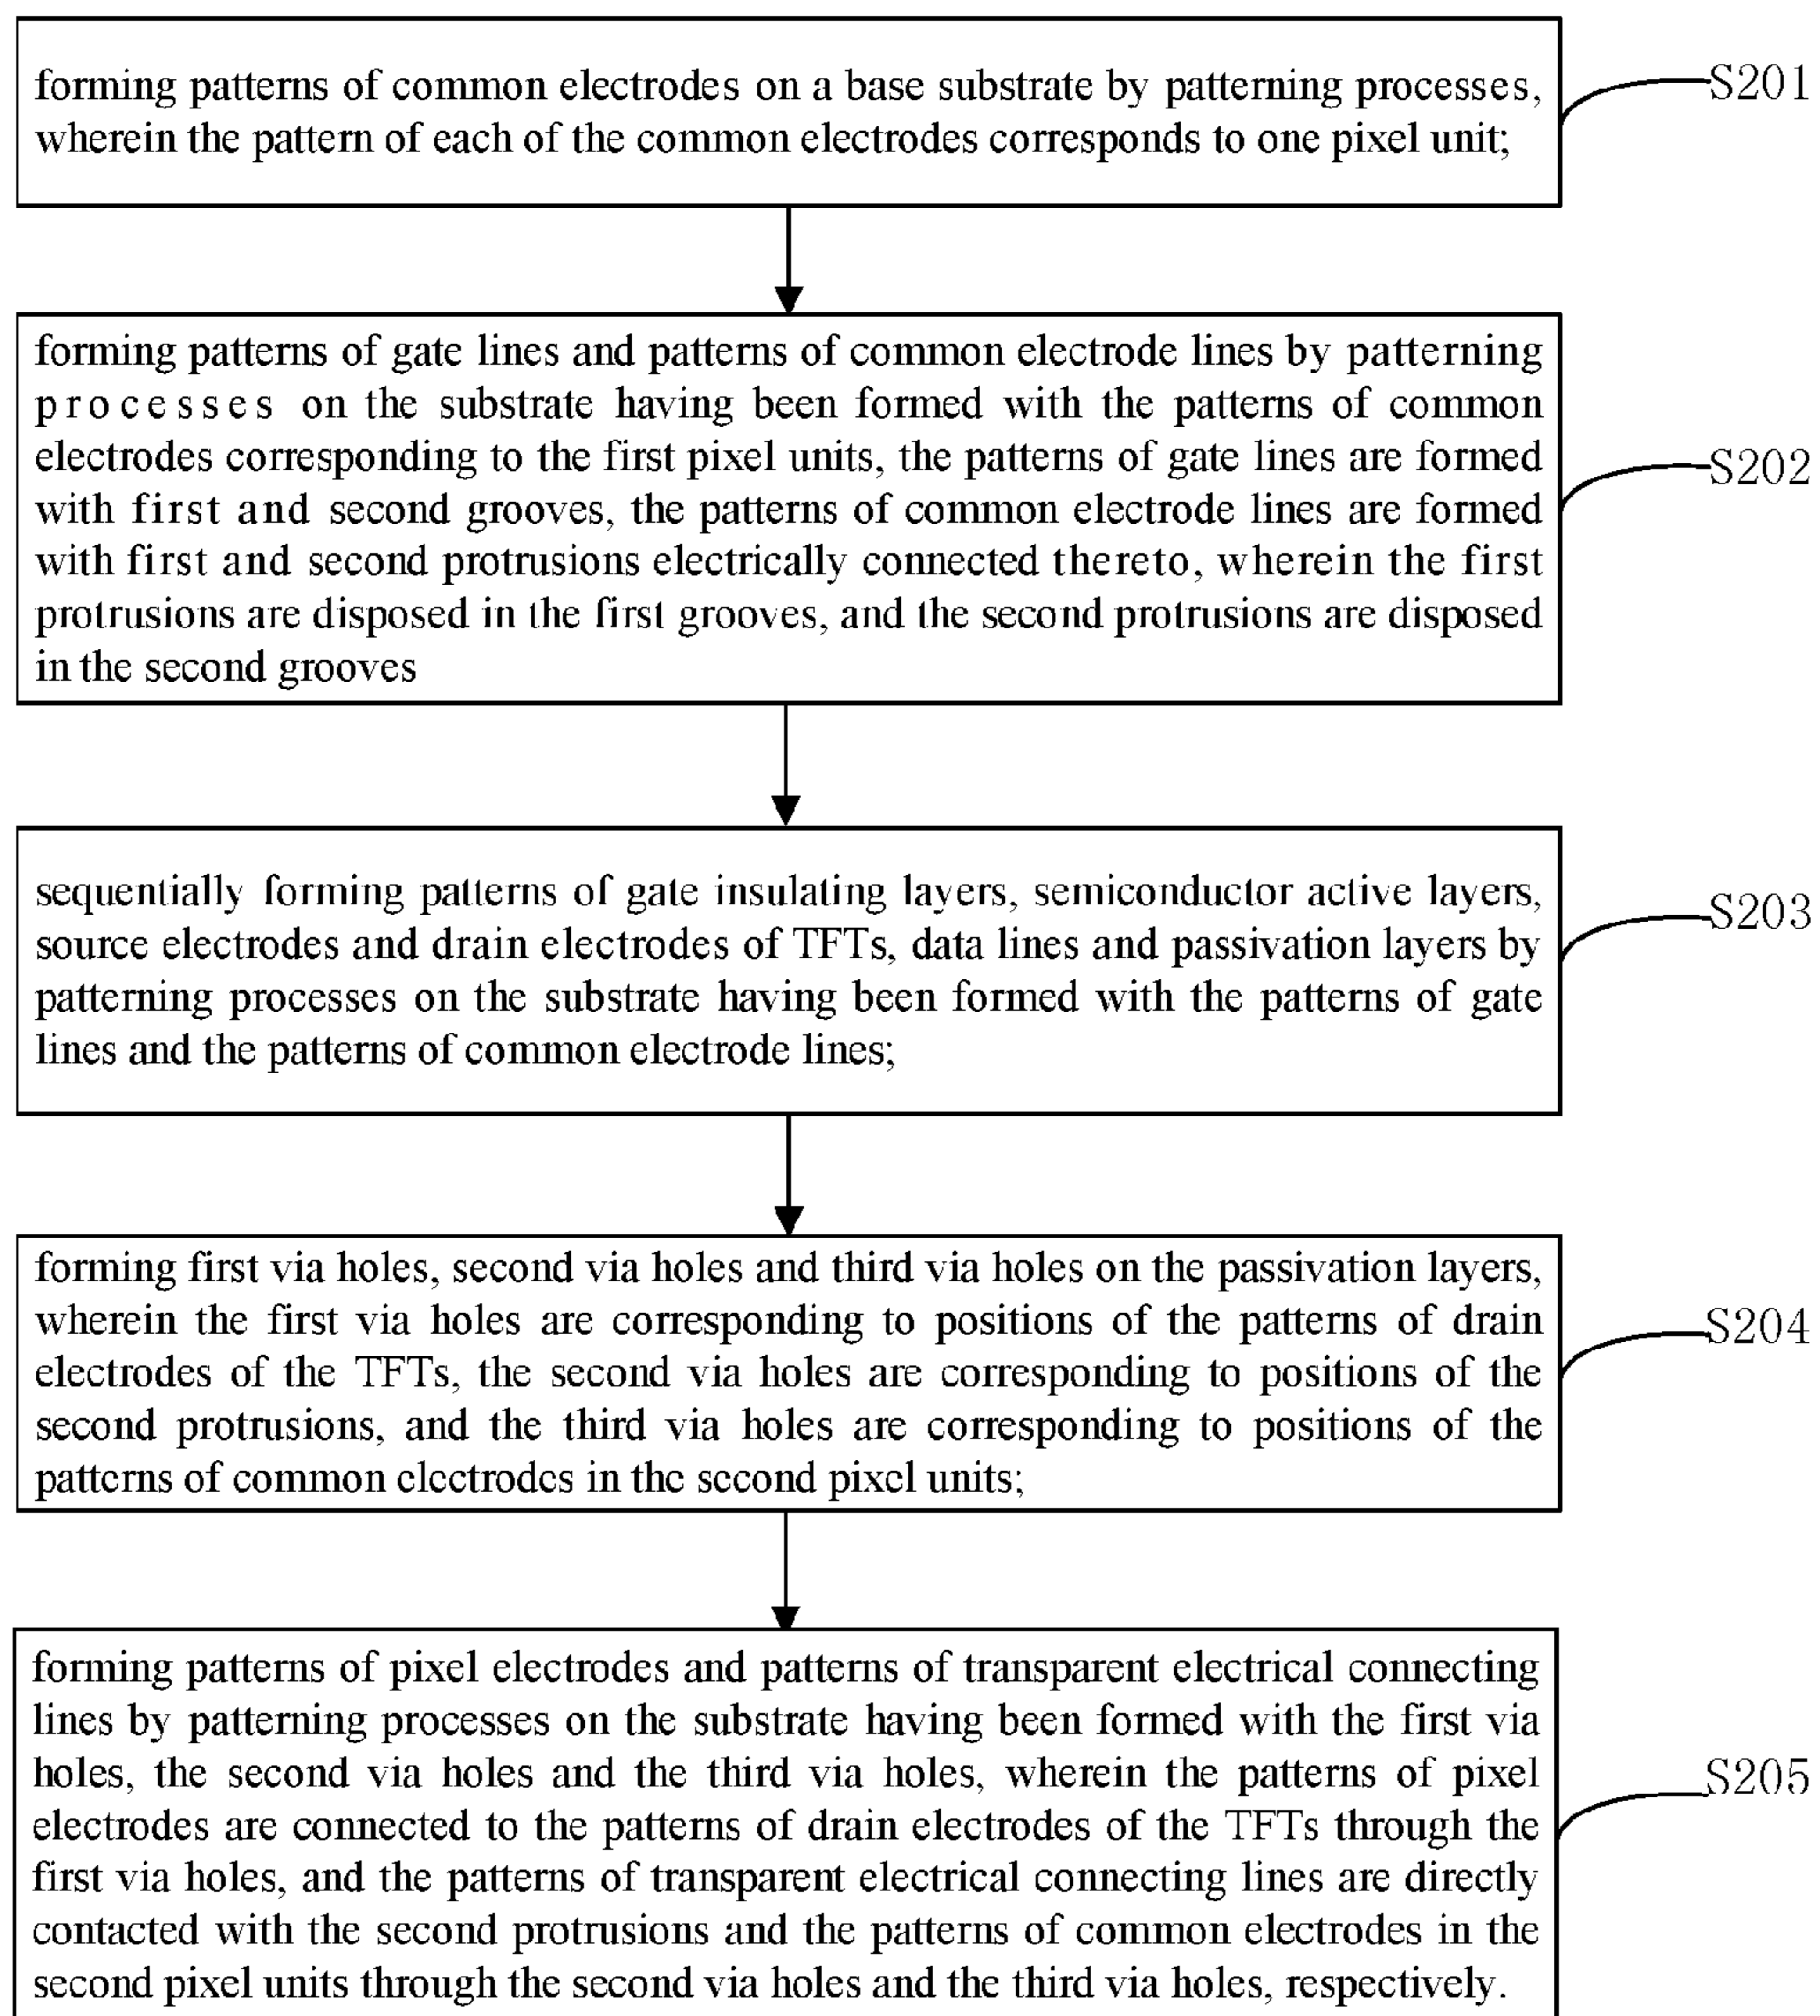 forming patterns of common electrodes on a base substrate by patterning processes,
wherein the pattern of each of the common electrodes corresponds to one pixel unit;
S201
forming patterns of gate lines and patterns of common electrode lines by patterning
processes on the substrate having been formed with the patterns of common
electrodes corresponding to the first pixel units, the patterns of gate lines are formed
with first and second grooves, the patterns of common electrode lines are formed
with first and second protrusions electrically connected thereto, wherein the first
protrusions are disposed in the first grooves, and the second protrusions are disposed
in the second grooves
S202
sequentially forming patterns of gate insulating layers, semiconductor active layers,
source electrodes and drain electrodes of TFTs, data lines and passivation layers by
patterning processes on the substrate having been formed with the patterns of gate
lines and the patterns of common electrode lines;
S203
forming first via holes, second via holes and third via holes on the passivation layers,
wherein the first via holes are corresponding to positions of the patterns of drain
electrodes of the TFTs, the second via holes are corresponding to positions of the
second protrusions, and the third via holes are corresponding to positions of the
patterns of common electrodes in the second pixel units;
S204
forming patterns of pixel electrodes and patterns of transparent electrical connecting
lines by patterning processes on the substrate having been formed with the first via
holes, the second via holes and the third via holes, wherein the patterns of pixel
electrodes are connected to the patterns of drain electrodes of the TFTs through the
first via holes, and the patterns of transparent electrical connecting lines are directly
contacted with the second protrusions and the patterns of common electrodes in the
second pixel units through the second via holes and the third via holes, respectively.
S205